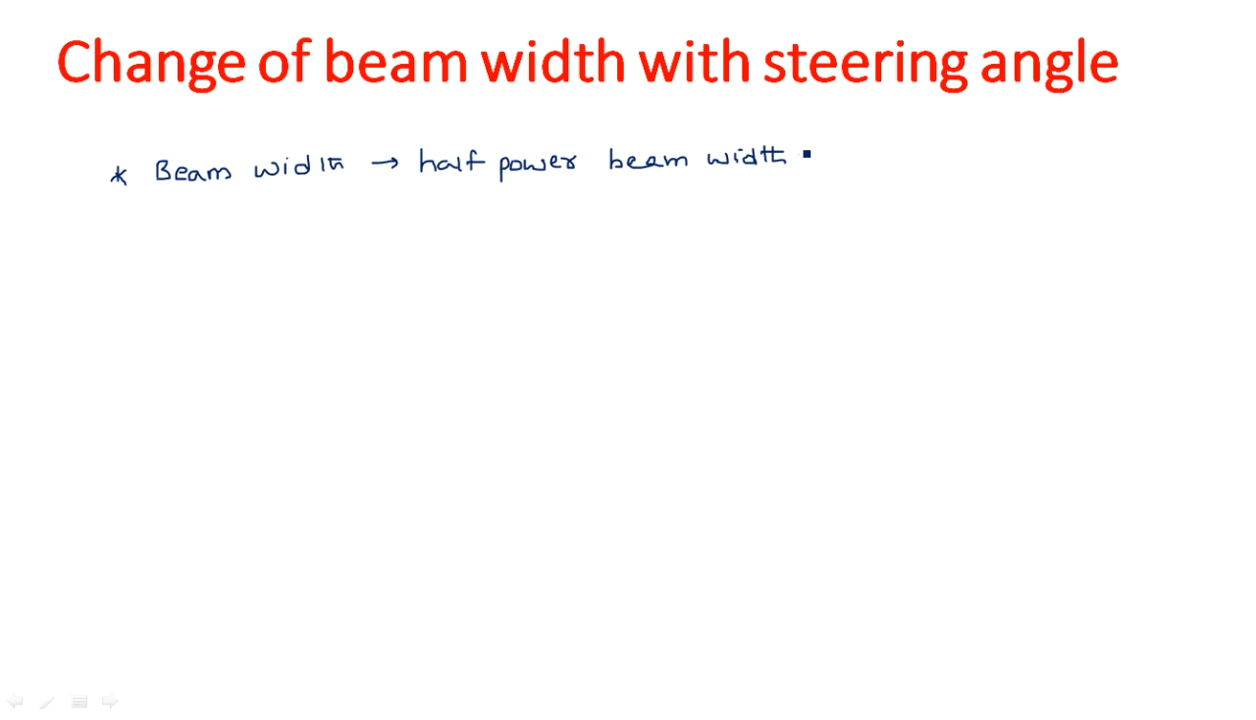 Change of beam width with steering angle
* Beam width → half power beam width